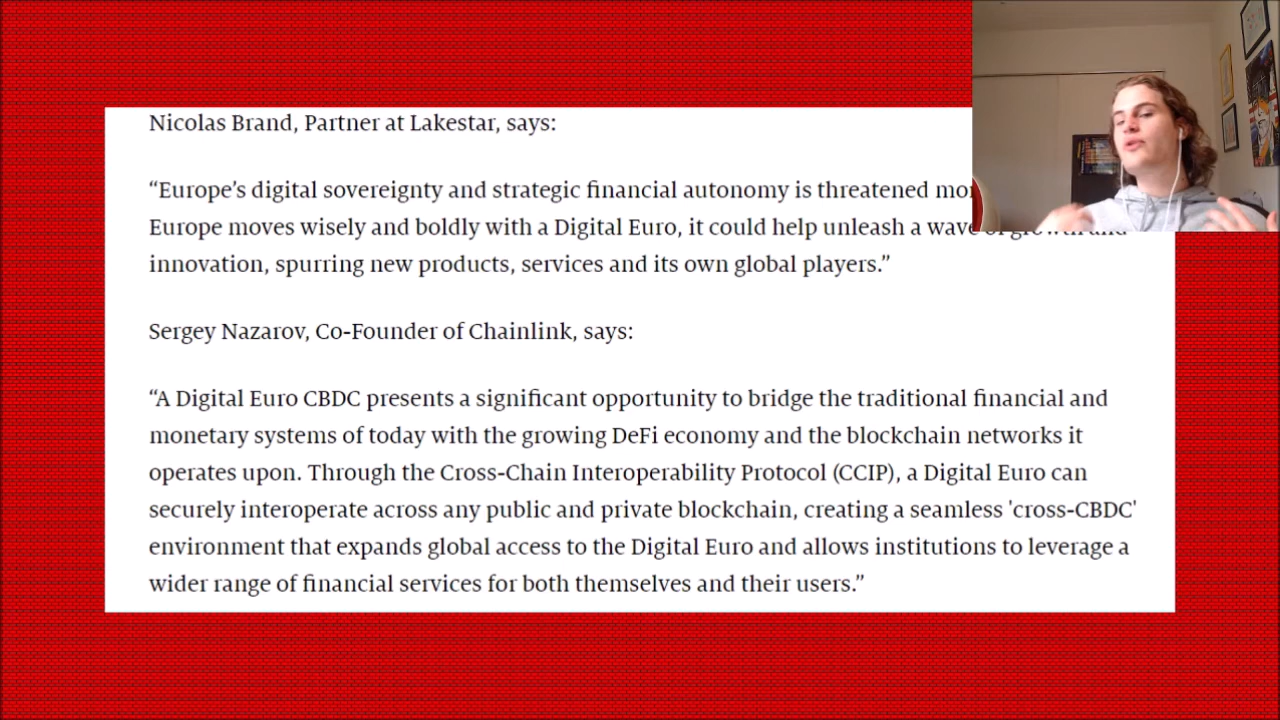 Nicolas Brand, Partner at Lakestar, says:
“Europe’s digital sovereignty and strategic financial autonomy is threatened
Europe moves wisely and boldly with a Digital Euro, it could help unleash a wave of growth and
innovation, spurring new products, services and its own global players.”
Sergey Nazarov, Co-Founder of Chainlink, says:
“A Digital Euro CBDC presents a significant opportunity to bridge the traditional financial and
monetary systems of today with the growing DeFi economy and the blockchain networks it
operates upon. Through the Cross-Chain Interoperability Protocol (CCIP), a Digital Euro can
securely interoperate across any public and private blockchain, creating a seamless 'cross-CBDC'
environment that expands global access to the Digital Euro and allows institutions to leverage a
wider range of financial services for both themselves and their users.”